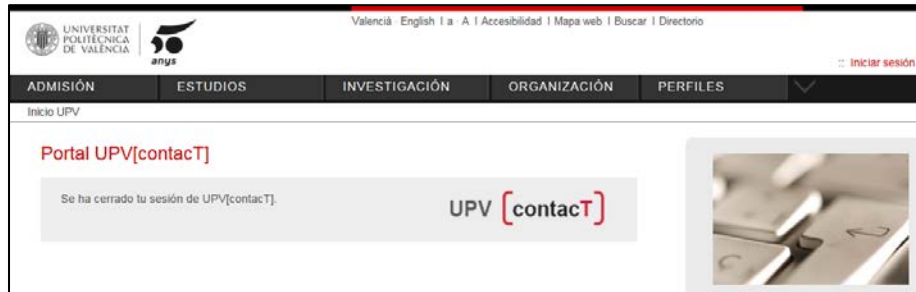 UNIVERSITAT
POLITÈCNICA
DE VALÈNCIA
50
anys
Valencià · English | a · A | Accesibilidad | Mapa web | Buscar | Directorio
:: Iniciar sesión
ADMISIÓN ESTUDIOS INVESTIGACIÓN ORGANIZACIÓN PERFILES
Inicio UPV
Portal UPV[contacT]
Se ha cerrado tu sesión de UPV[contacT].
UPV [contacT]